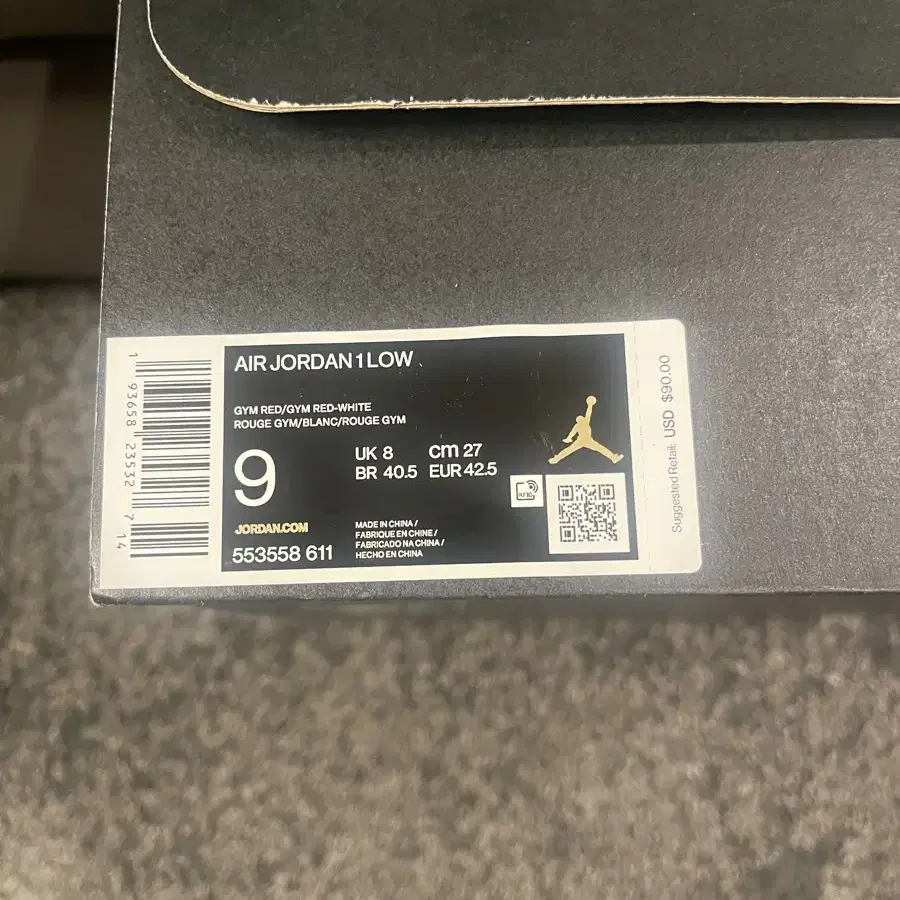 AIR JORDAN 1 LOW
GYM RED/GYM RED-WHITE
ROUGE GYM/BLANC/ROUGE GYM
9
UK 8 cm 27
BR 40.5 EUR 42.5
JORDAN.COM
553558 611
MADE IN CHINA /
FABRIQUE EN CHINE /
FABRICADO NA CHINA /
HECHO EN CHINA
RFID
1 93658 23532 7 14
Suggested Retail: USD $90.00